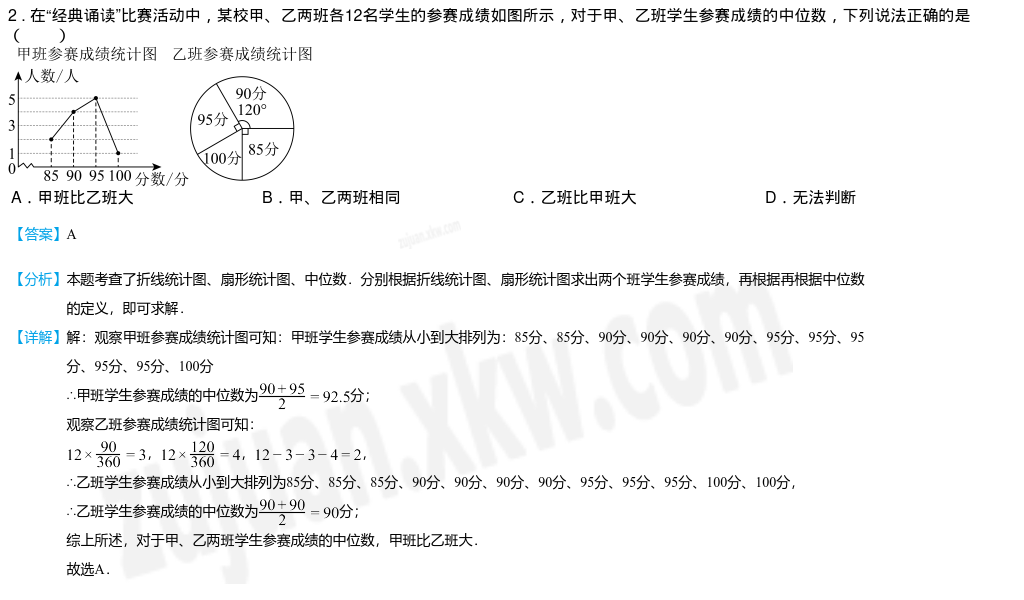 2．在“经典诵读”比赛活动中，某校甲、乙两班各12名学生的参赛成绩如图所示，对于甲、乙班学生参赛成绩的中位数，下列说法正确的是
（　　）
甲班参赛成绩统计图 乙班参赛成绩统计图
人数/人
5
3
1
0
85 90 95 100 分数/分
90分
120°
95分
100分
85分
A．甲班比乙班大 B．甲、乙两班相同 C．乙班比甲班大 D．无法判断
【答案】A
【分析】本题考查了折线统计图、扇形统计图、中位数．分别根据折线统计图、扇形统计图求出两个班学生参赛成绩，再根据再根据中位数
的定义，即可求解．
【详解】解：观察甲班参赛成绩统计图可知：甲班学生参赛成绩从小到大排列为：85分、85分、90分、90分、90分、90分、95分、95分、95
分、95分、95分、100分
∴甲班学生参赛成绩的中位数为(90+95)/2=92.5分；
观察乙班参赛成绩统计图可知：
12×90/360=3，12×120/360=4，12−3−3−4=2，
∴乙班学生参赛成绩从小到大排列为85分、85分、85分、90分、90分、90分、90分、95分、95分、95分、100分、100分，
∴乙班学生参赛成绩的中位数为(90+90)/2=90分；
综上所述，对于甲、乙两班学生参赛成绩的中位数，甲班比乙班大．
故选A．
zujuan.xkw.com
zujuan.xkw.com